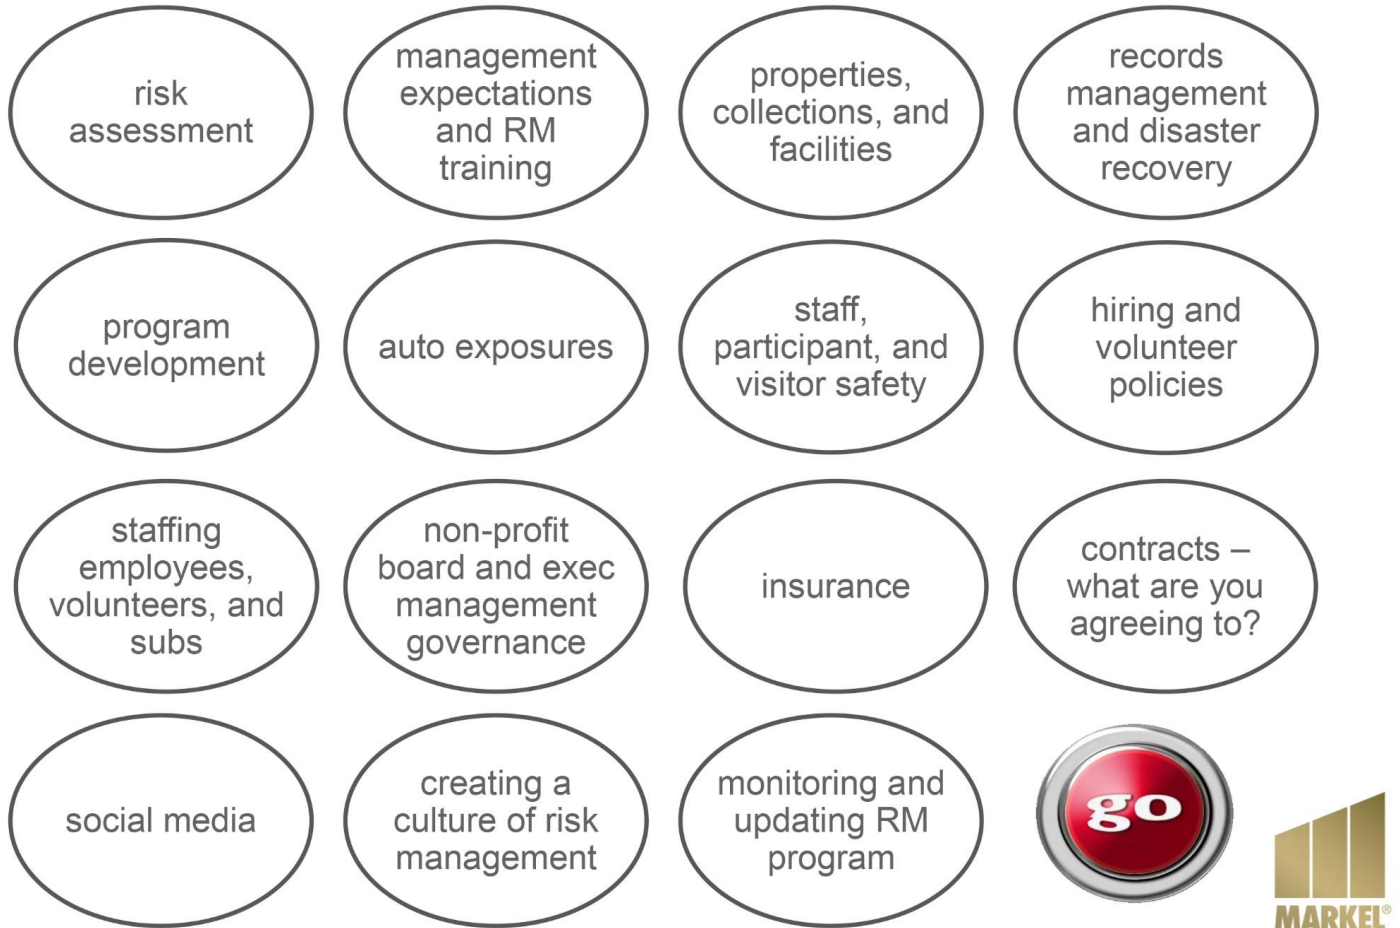 risk
assessment
management
expectations
and RM
training
properties,
collections, and
facilities
records
management
and disaster
recovery
program
development
auto exposures
staff,
participant, and
visitor safety
hiring and
volunteer
policies
staffing
employees,
volunteers, and
subs
non-profit
board and exec
management
governance
insurance
contracts –
what are you
agreeing to?
social media
creating a
culture of risk
management
monitoring and
updating RM
program
go
MARKEL®